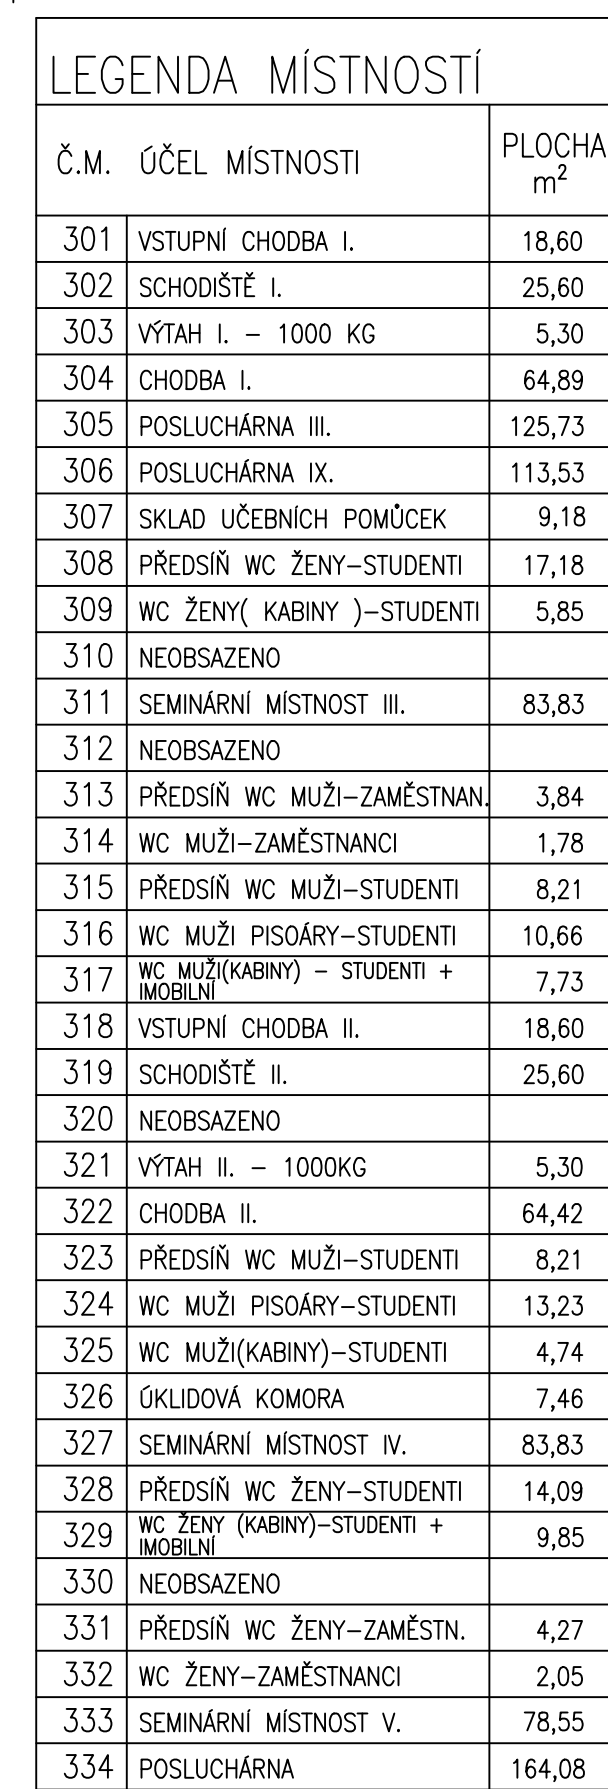 LEGENDA MÍSTNOSTÍ
Č.M. ÚČEL MÍSTNOSTI PLOCHA m²
301 VSTUPNÍ CHODBA I. 18,60
302 SCHODIŠTĚ I. 25,60
303 VÝTAH I. – 1000 KG 5,30
304 CHODBA I. 64,89
305 POSLUCHÁRNA III. 125,73
306 POSLUCHÁRNA IX. 113,53
307 SKLAD UČEBNÍCH POMŮCEK 9,18
308 PŘEDSÍŇ WC ŽENY–STUDENTI 17,18
309 WC ŽENY( KABINY )–STUDENTI 5,85
310 NEOBSAZENO
311 SEMINÁRNÍ MÍSTNOST III. 83,83
312 NEOBSAZENO
313 PŘEDSÍŇ WC MUŽI–ZAMĚSTNAN. 3,84
314 WC MUŽI–ZAMĚSTNANCI 1,78
315 PŘEDSÍŇ WC MUŽI–STUDENTI 8,21
316 WC MUŽI PISOÁRY–STUDENTI 10,66
317 WC MUŽI(KABINY) – STUDENTI +
IMOBILNÍ 7,73
318 VSTUPNÍ CHODBA II. 18,60
319 SCHODIŠTĚ II. 25,60
320 NEOBSAZENO
321 VÝTAH II. – 1000KG 5,30
322 CHODBA II. 64,42
323 PŘEDSÍŇ WC MUŽI–STUDENTI 8,21
324 WC MUŽI PISOÁRY–STUDENTI 13,23
325 WC MUŽI(KABINY)–STUDENTI 4,74
326 ÚKLIDOVÁ KOMORA 7,46
327 SEMINÁRNÍ MÍSTNOST IV. 83,83
328 PŘEDSÍŇ WC ŽENY–STUDENTI 14,09
329 WC ŽENY (KABINY)–STUDENTI +
IMOBILNÍ 9,85
330 NEOBSAZENO
331 PŘEDSÍŇ WC ŽENY–ZAMĚSTN. 4,27
332 WC ŽENY–ZAMĚSTNANCI 2,05
333 SEMINÁRNÍ MÍSTNOST V. 78,55
334 POSLUCHÁRNA 164,08